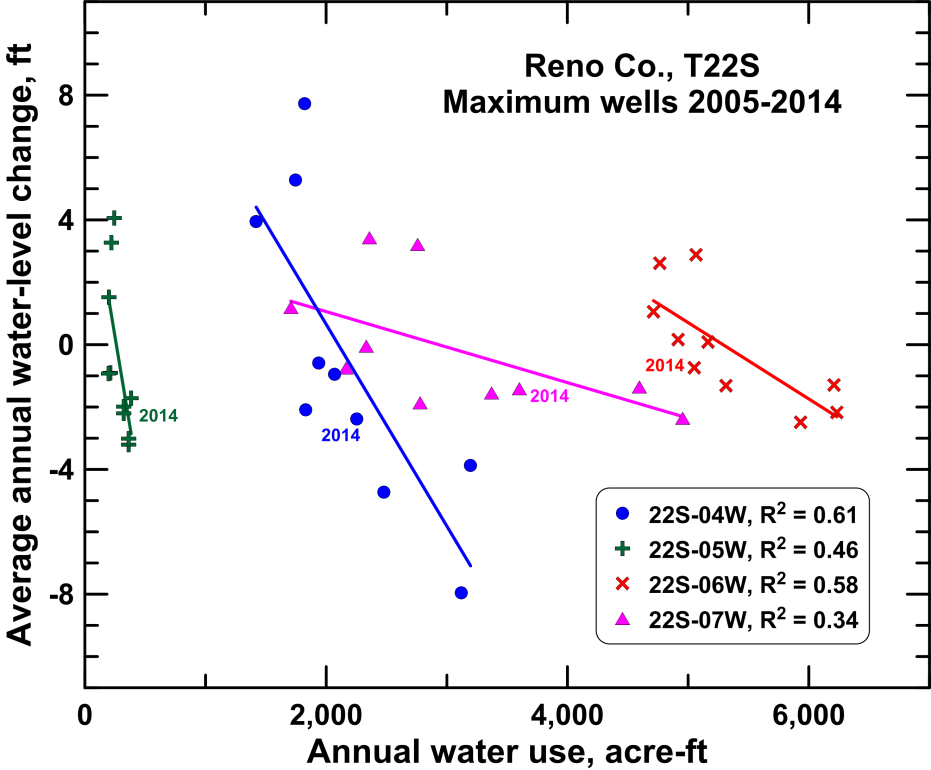 Reno Co., T22S
Maximum wells 2005-2014
Average annual water-level change, ft
8
4
0
-4
-8
2014
2014
2014
2014
22S-04W, R² = 0.61
22S-05W, R² = 0.46
22S-06W, R² = 0.58
22S-07W, R² = 0.34
0 2,000 4,000 6,000
Annual water use, acre-ft